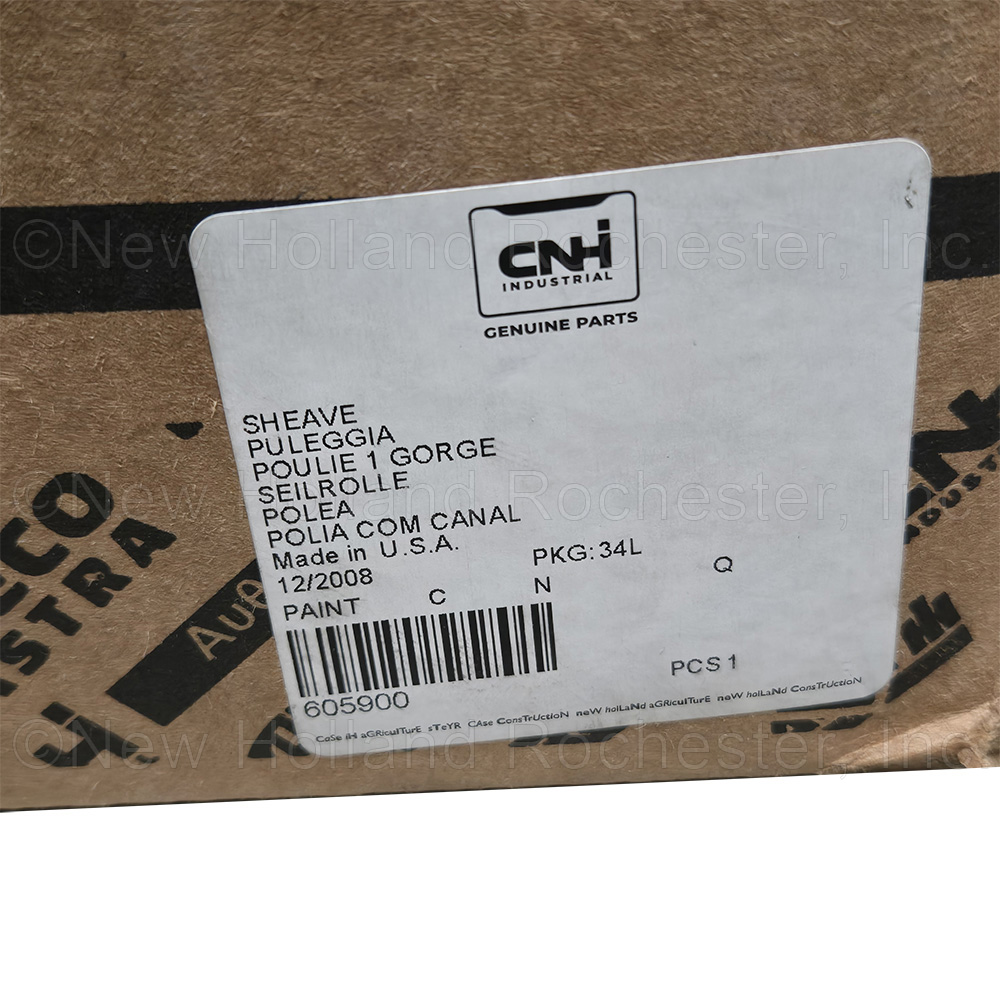 ©New Holland Rochester, Inc.
CNH
INDUSTRIAL
GENUINE PARTS
SHEAVE
PULEGGIA
POULIE 1 GORGE
SEILROLLE
POLEA
POLIA COM CANAL
Made in U.S.A.
PKG: 34L
12/2008
Q
PAINT C N
PCS 1
605900
CaSe iH aGRiculTurE sTeYR CAse ConsTrUctioN neW holLaNd aGRiculTurE neW holLaNd ConsTrUctioN
©New Holland Rochester, Inc.
©New Holland Rochester, Inc.